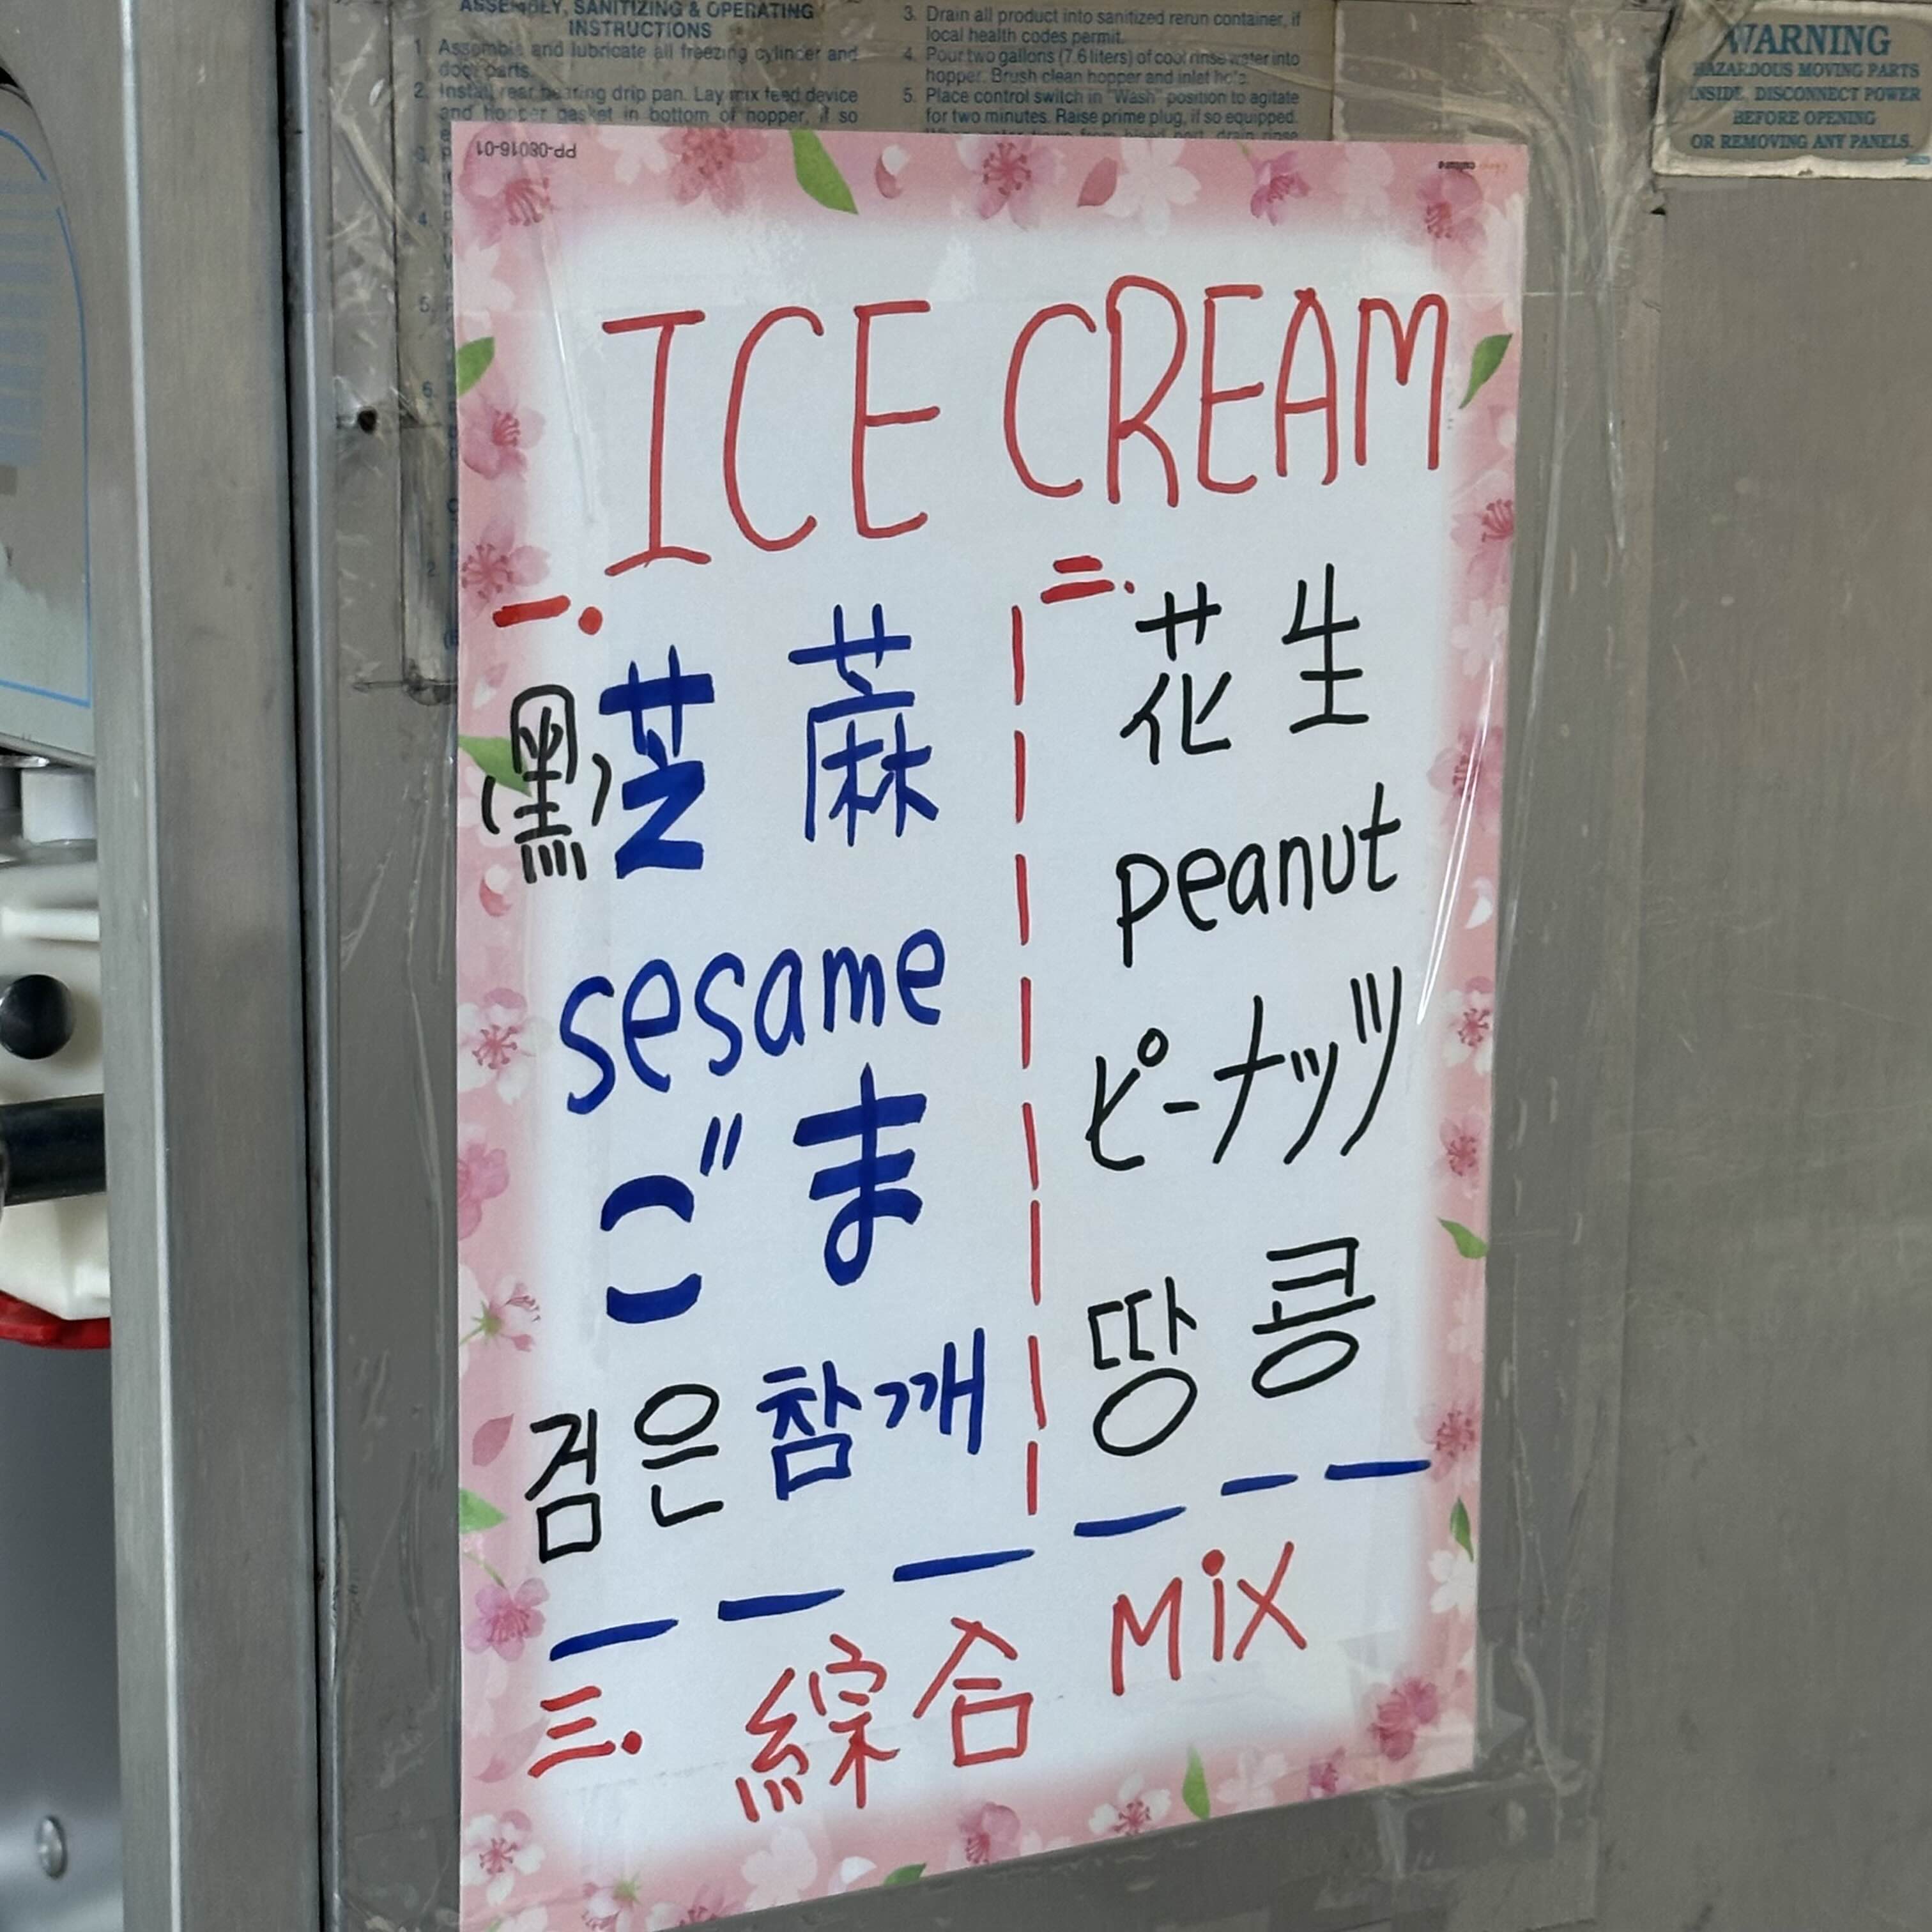 ASSEMBLY, SANITIZING & OPERATING
INSTRUCTIONS
1. Assemble and lubricate all freezing cylinder and
door parts.
2. Install rear bearing drip pan. Lay mix feed device
and hopper gasket in bottom of hopper, if so
3. Drain all product into sanitized rerun container, if
local health codes permit.
4. Pour two gallons (7.6 liters) of cool rinse water into
hopper. Brush clean hopper and inlet hole.
5. Place control switch in "Wash" position to agitate
for two minutes. Raise prime plug, if so equipped.
WARNING
HAZARDOUS MOVING PARTS
INSIDE. DISCONNECT POWER
BEFORE OPENING
OR REMOVING ANY PANELS.
PP-08016-01
culture
ICE CREAM
一.
(黑)芝麻
sesame
ごま
검은참깨
二.
花生
peanut
ピーナッツ
땅콩
三. 綜合 MiX